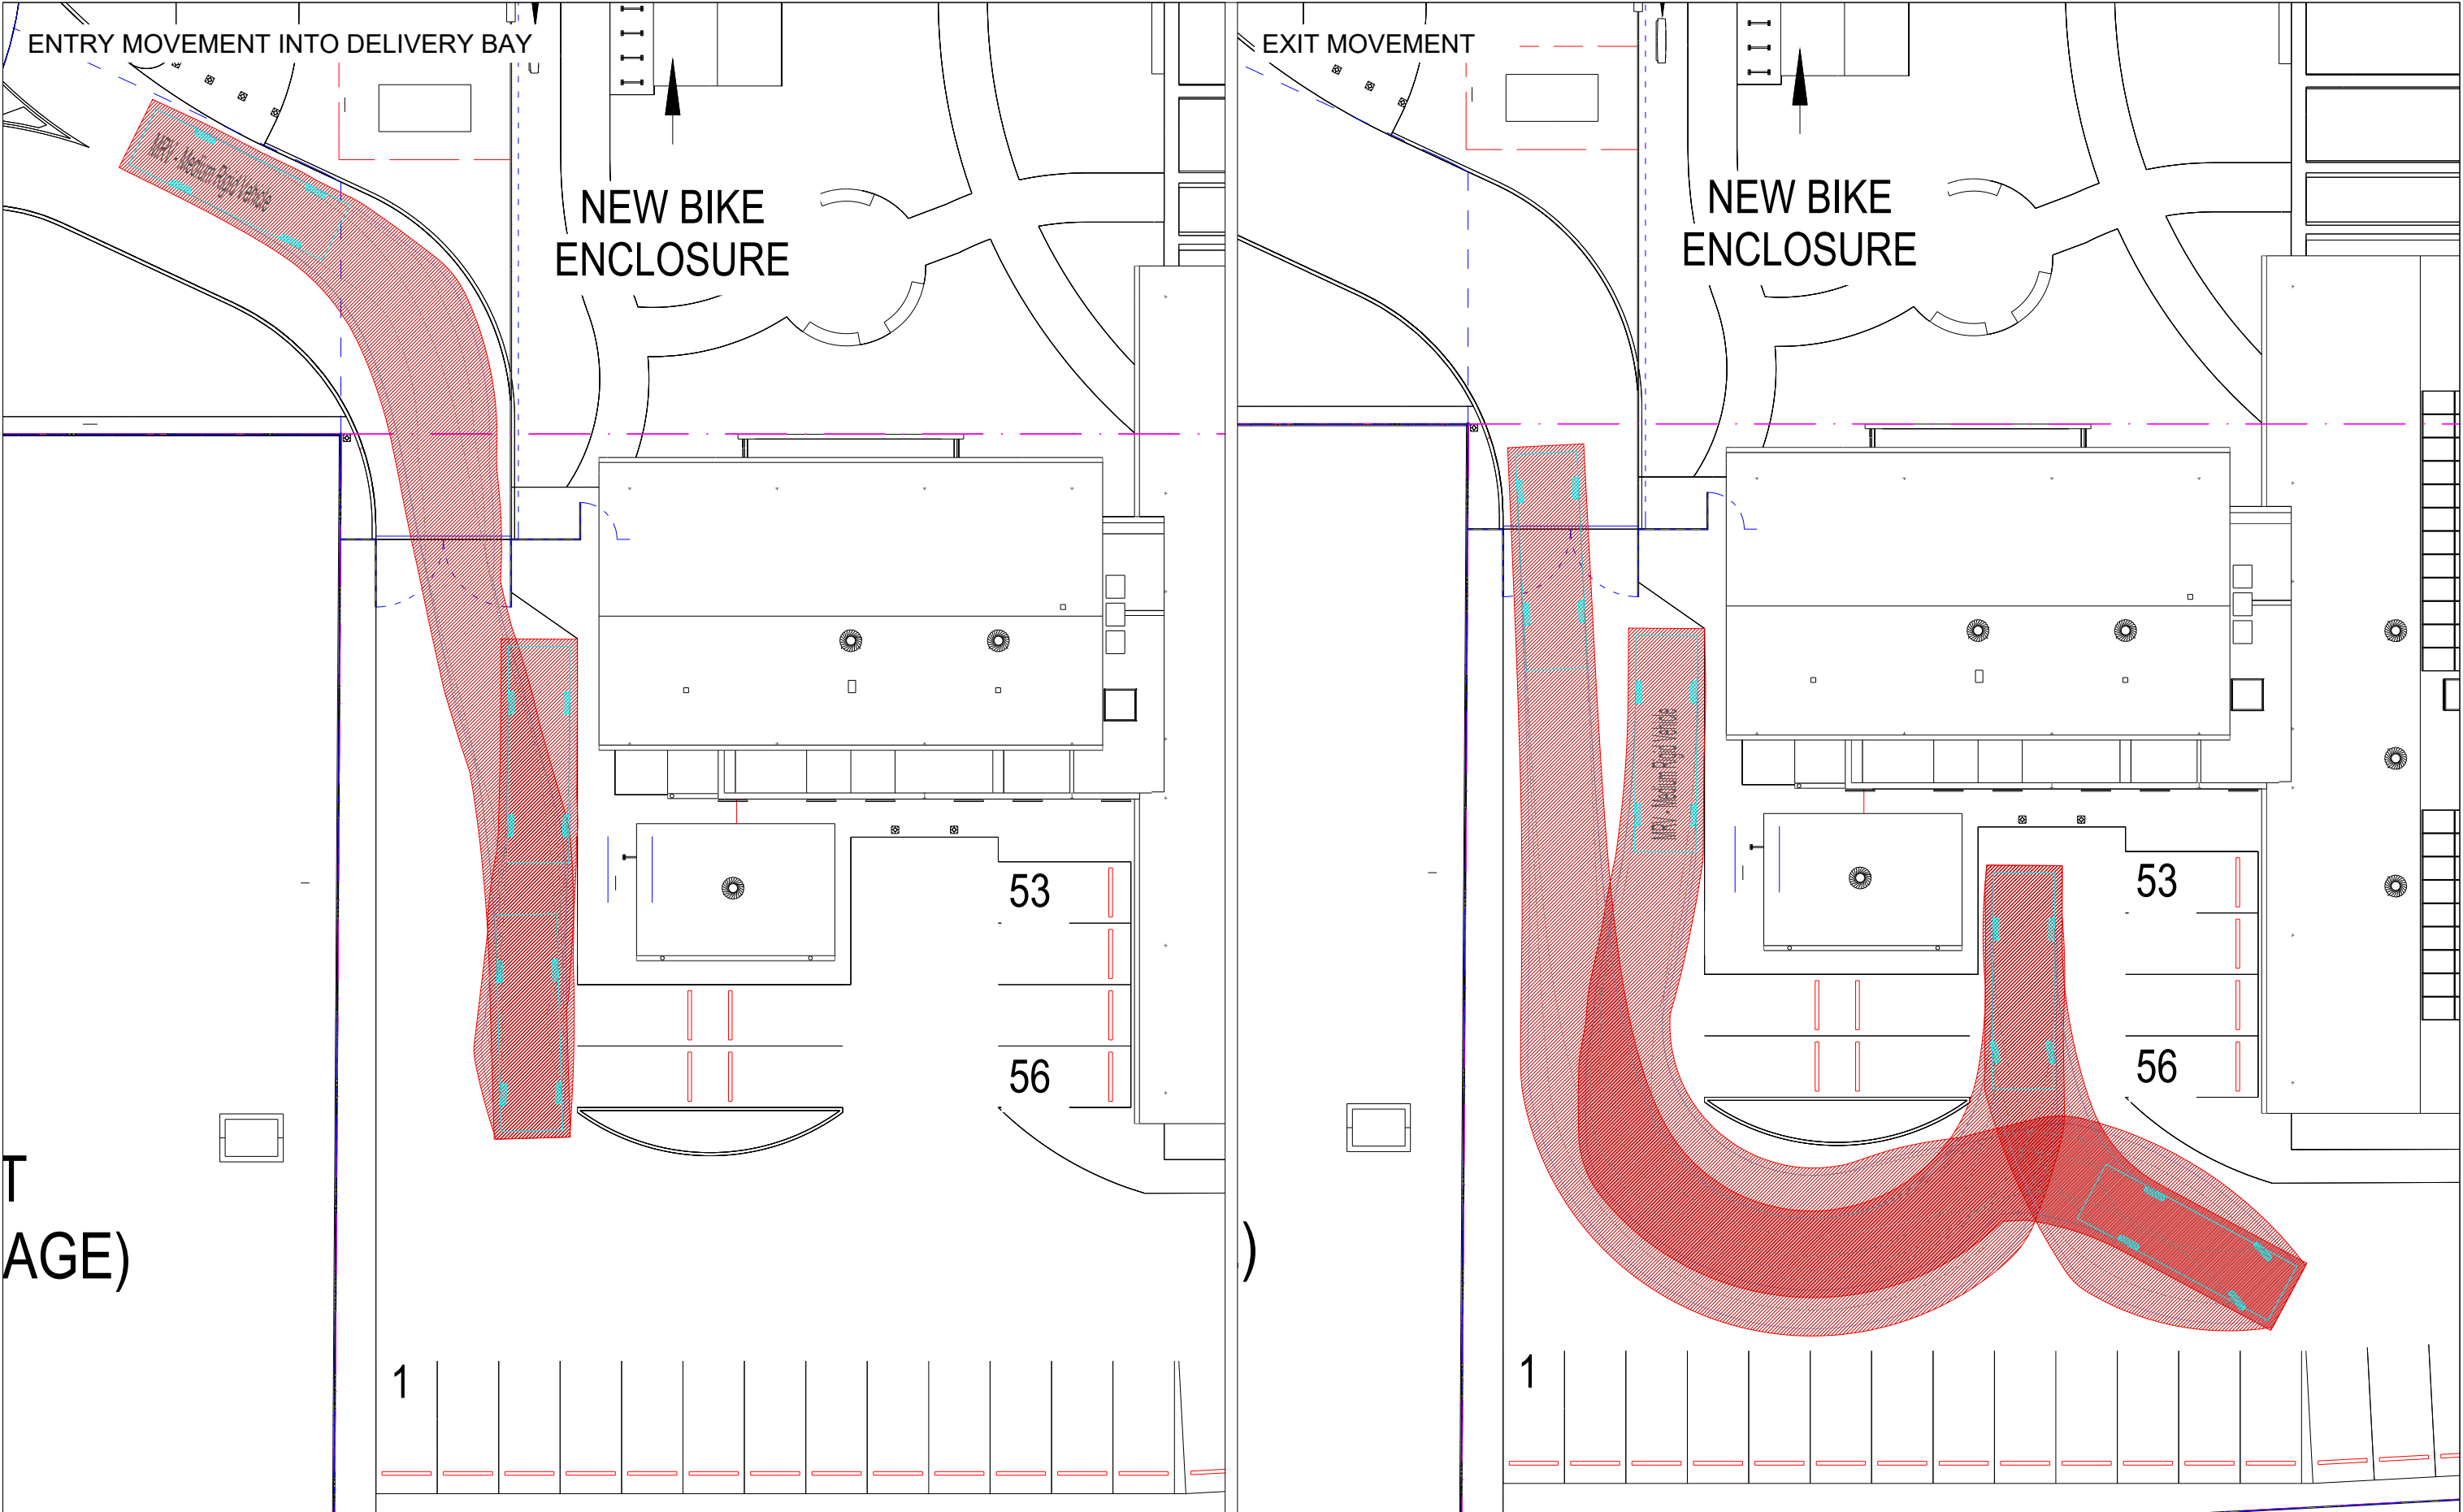 ENTRY MOVEMENT INTO DELIVERY BAY
MRV - Medium Rigid Vehicle
NEW BIKE
ENCLOSURE
53
56
T
AGE)
1
EXIT MOVEMENT
NEW BIKE
ENCLOSURE
MRV - Medium Rigid Vehicle
53
56
)
1